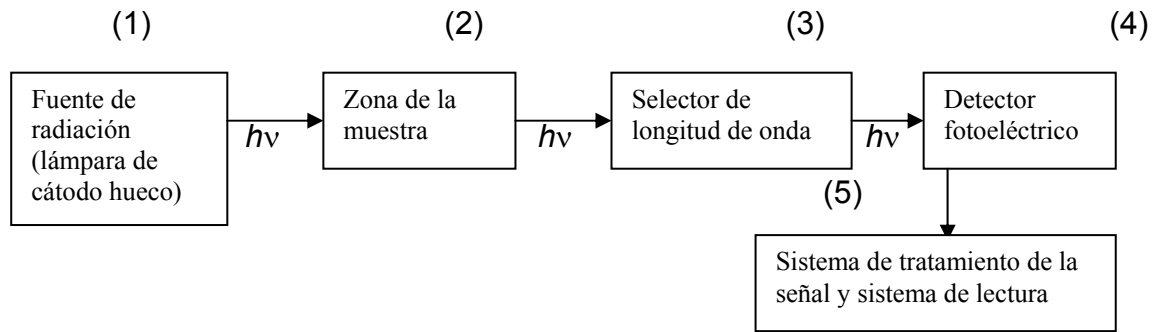 (1)
(2)
(3)
(4)
Fuente de
radiación
(lámpara de
cátodo hueco)
hν
Zona de la
muestra
hν
Selector de
longitud de onda
hν
Detector
fotoeléctrico
(5)
Sistema de tratamiento de la
señal y sistema de lectura